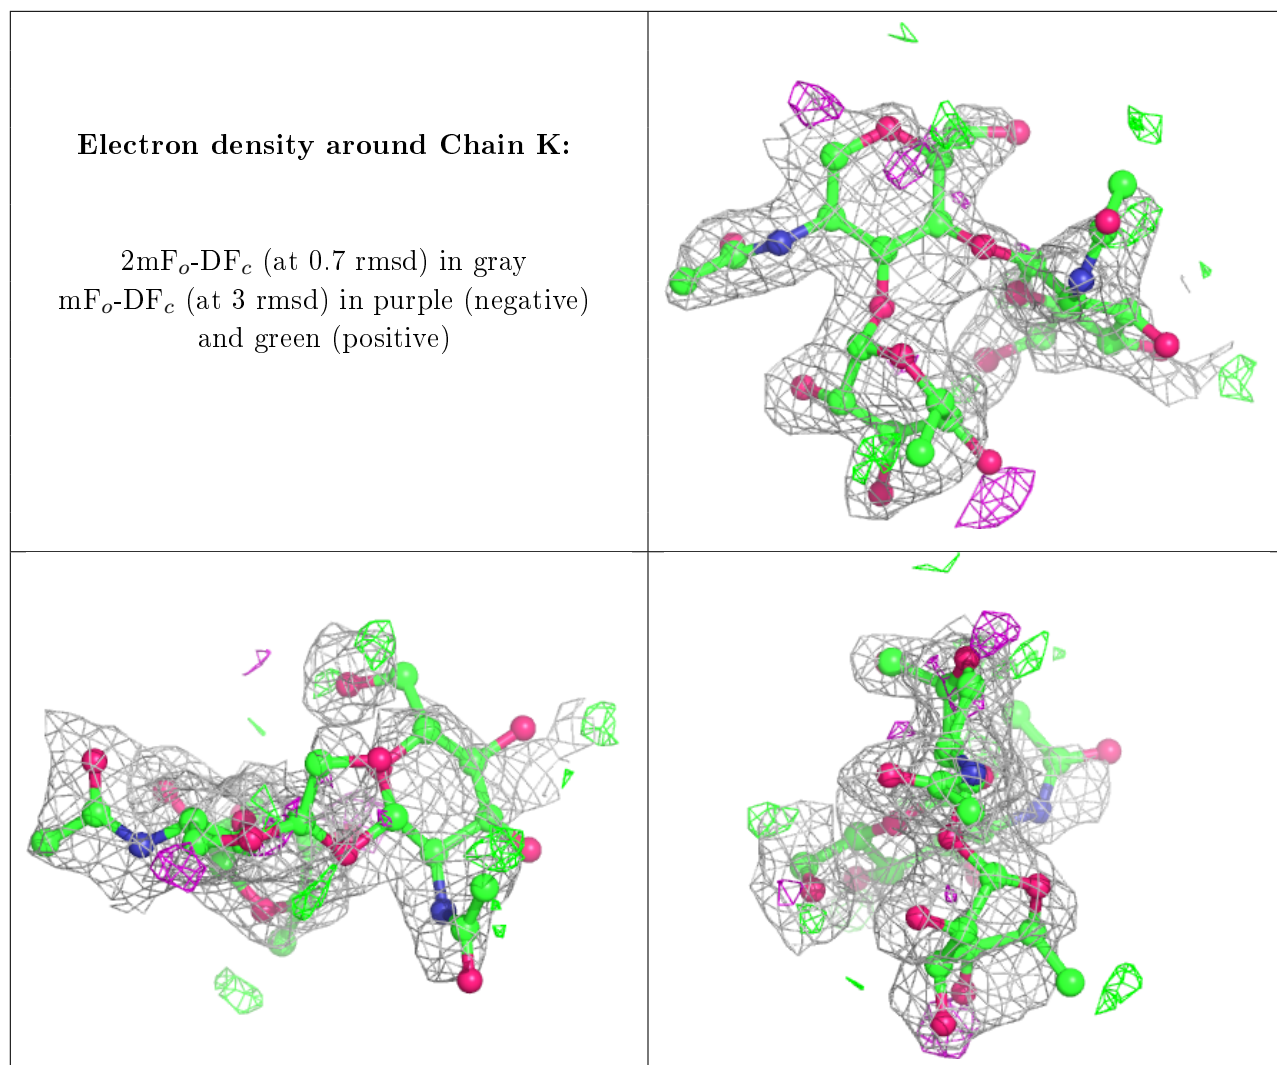 Electron density around Chain K:
2mFo-DFc (at 0.7 rmsd) in gray
mFo-DFc (at 3 rmsd) in purple (negative)
and green (positive)